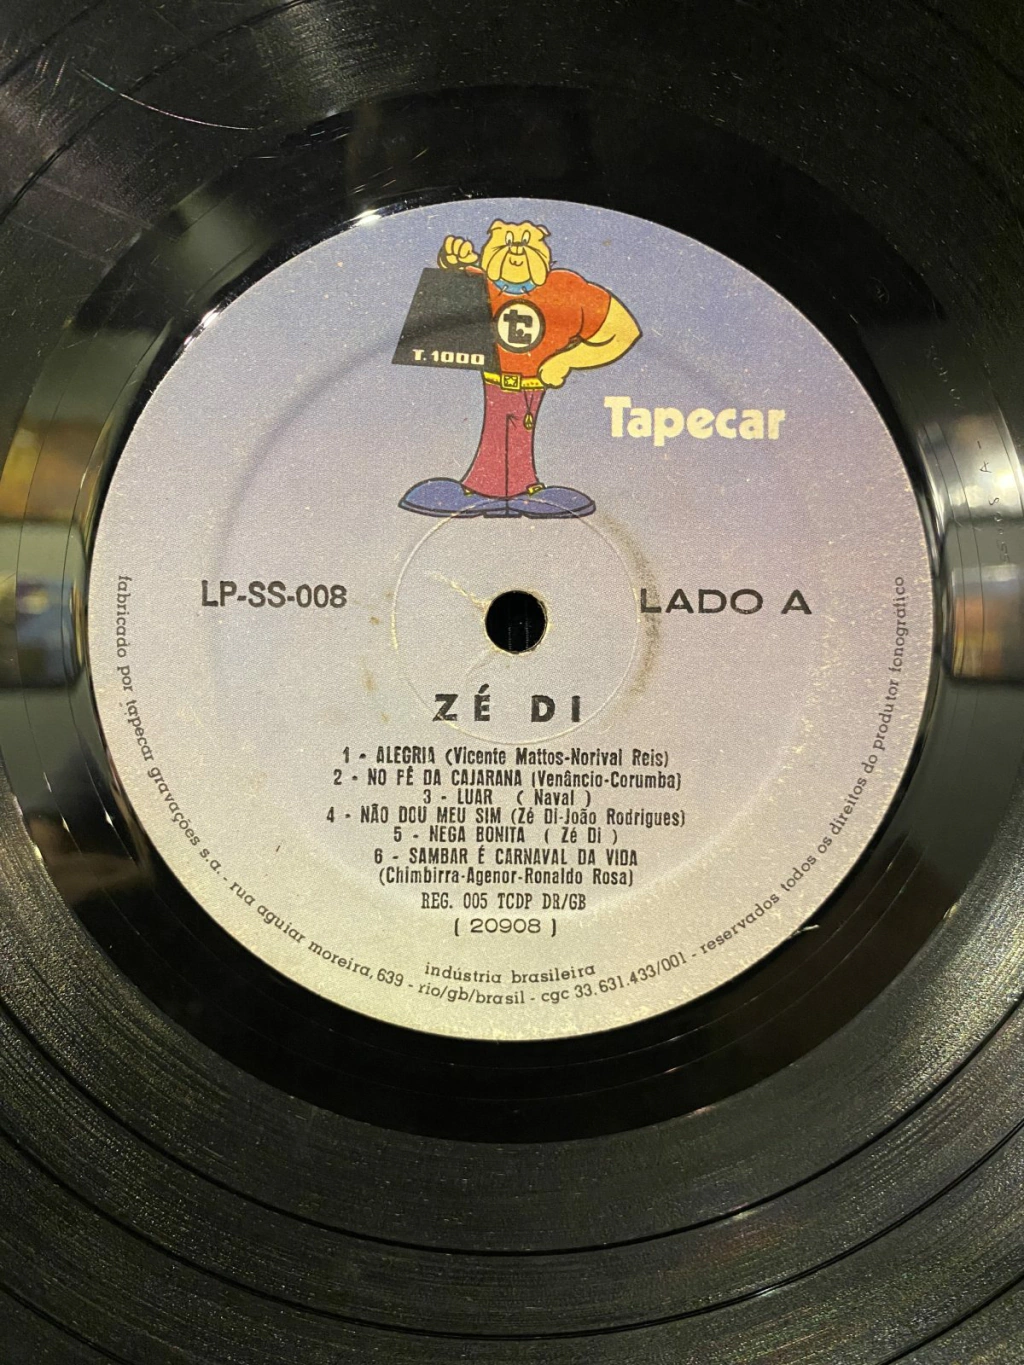 tc
T.1000
Tapecar
LP-SS-008
LADO A
ZÉ DI
1 - ALEGRIA (Vicente Mattos-Norival Reis)
2 - NO FÊ DA CAJARANA (Venâncio-Corumba)
3 - LUAR ( Naval )
4 - NÃO DOU MEU SIM (Zé Di-João Rodrigues)
5 - NEGA BONITA ( Zé Di )
6 - SAMBAR É CARNAVAL DA VIDA
(Chimbirra-Agenor-Ronaldo Rosa)
REG. 005 TCDP DR/GB
( 20908 )
indústria brasileira
fabricado por tapecar gravações s.a. - rua aguiar moreira, 639 - rio/gb/brasil - cgc 33.631.433/001 - reservados todos os direitos do produtor fonográfico